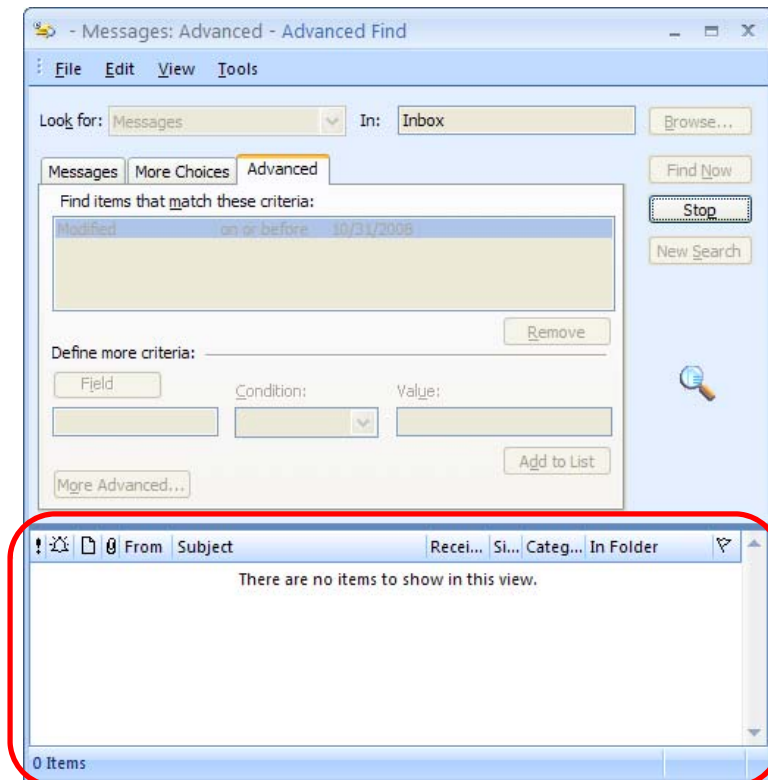 - Messages: Advanced - Advanced Find
File Edit View Tools
Look for: Messages In: Inbox Browse...
Messages More Choices Advanced Find Now
Find items that match these criteria: Stop
Modified on or before 10/31/2008
New Search
Remove
Define more criteria:
Field Condition: Value:
Add to List
More Advanced...
From Subject Recei... Si... Categ... In Folder
There are no items to show in this view.
0 Items